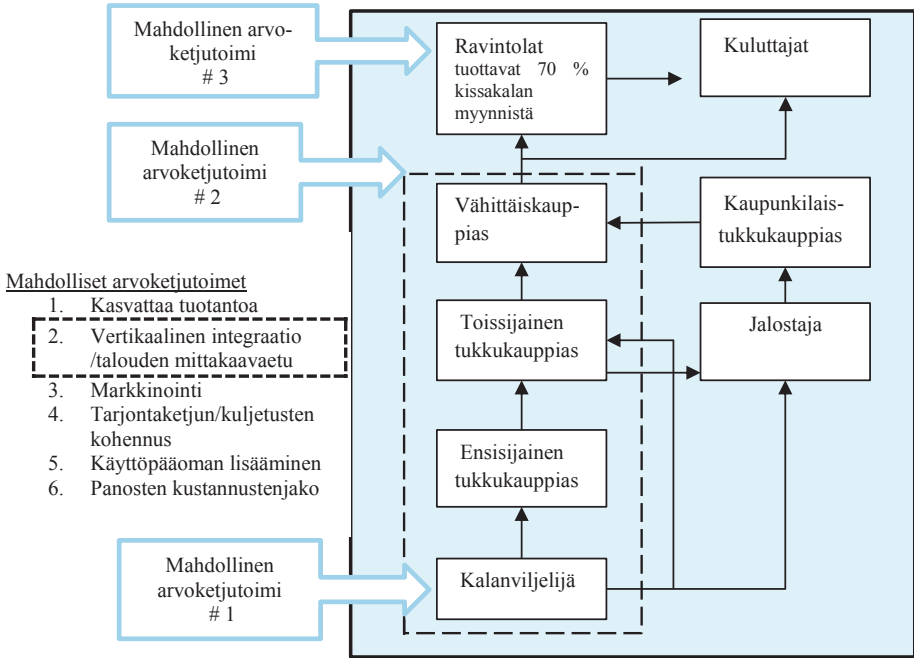 Mahdollinen arvo-
ketjutoimi
# 3
Ravintolat
tuottavat 70 %
kissakalan
myynnistä
Kuluttajat
Mahdollinen
arvoketjutoimi
# 2
Vähittäiskaup-
pias
Kaupunkilais-
tukkukauppias
Mahdolliset arvoketjutoimet
1. Kasvattaa tuotantoa
2. Vertikaalinen integraatio
/talouden mittakaavaetu
3. Markkinointi
4. Tarjontaketjun/kuljetusten
kohennus
5. Käyttöpääoman lisääminen
6. Panosten kustannustenjako
Toissijainen
tukkukauppias
Jalostaja
Ensisijainen
tukkukauppias
Mahdollinen
arvoketjutoimi
# 1
Kalanviljelijä